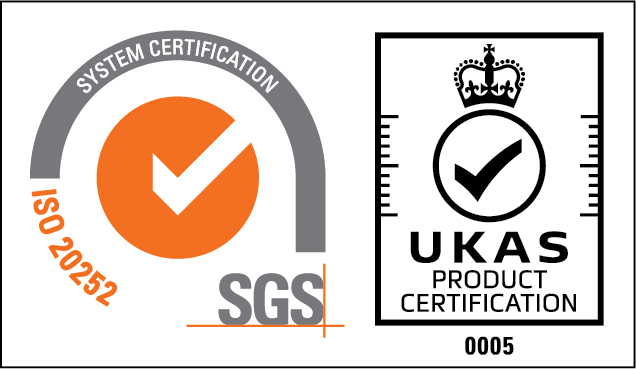 SYSTEM CERTIFICATION
ISO 20252
SGS
UKAS
PRODUCT
CERTIFICATION
0005